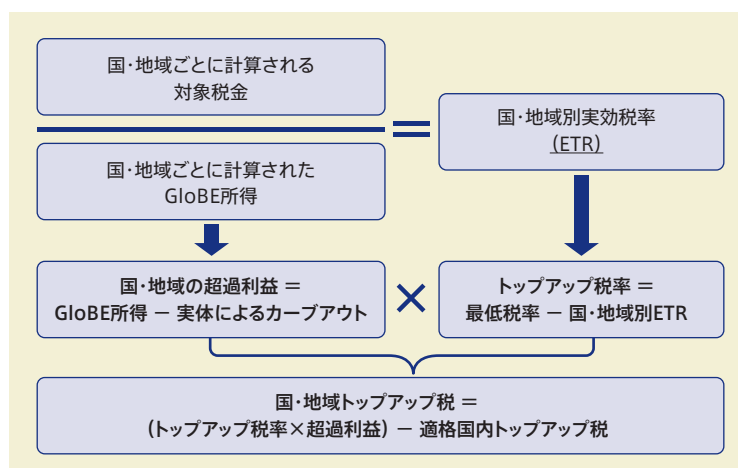 国・地域ごとに計算される
対象税金
国・地域ごとに計算された
GloBE所得
=
国・地域別実効税率
(ETR)
国・地域の超過利益 =
GloBE所得 − 実体によるカーブアウト
×
トップアップ税率 =
最低税率 − 国・地域別ETR
国・地域トップアップ税 =
(トップアップ税率×超過利益) − 適格国内トップアップ税